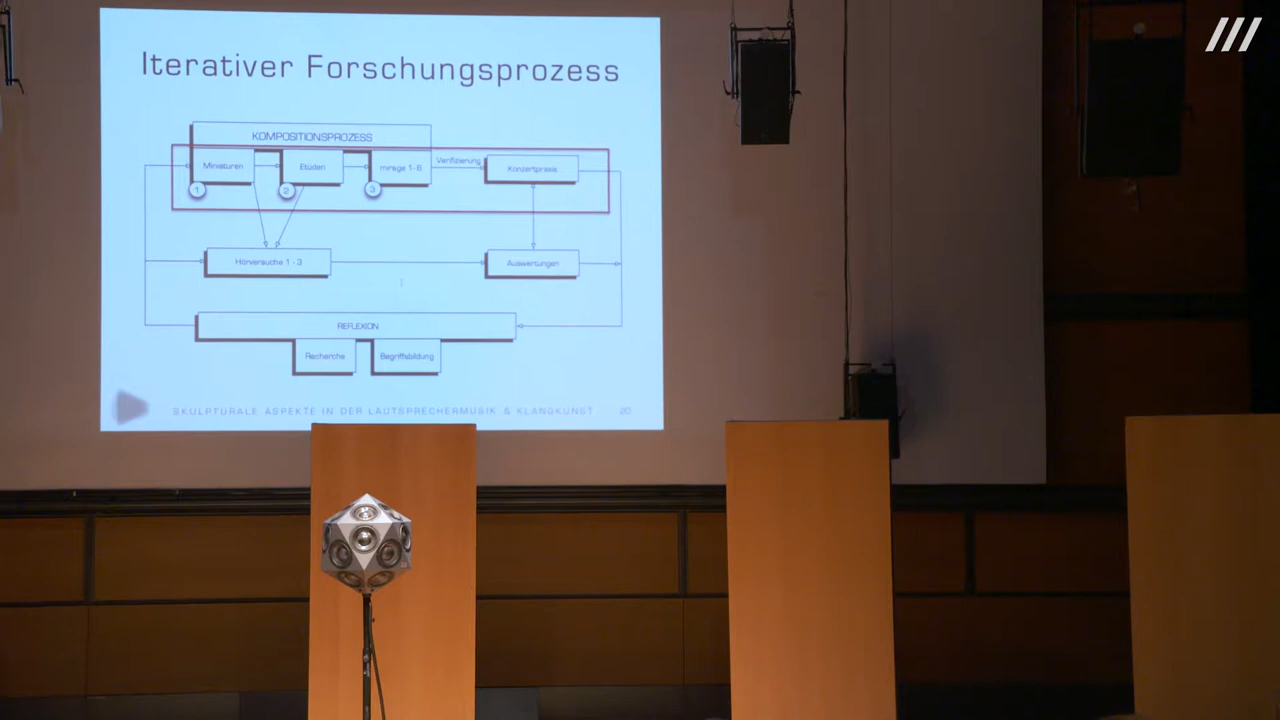 Iterativer Forschungsprozess
KOMPOSITIONSPROZESS
Miniaturen
Etüden
mirage 1-6
Verifizierung
Konzertpraxis
1
2
3
Hörversuche 1 - 3
Auswertungen
REFLEXION
Recherche
Begriffsbildung
SKULPTURALE ASPEKTE IN DER LAUTSPRECHERMUSIK & KLANGKUNST 20